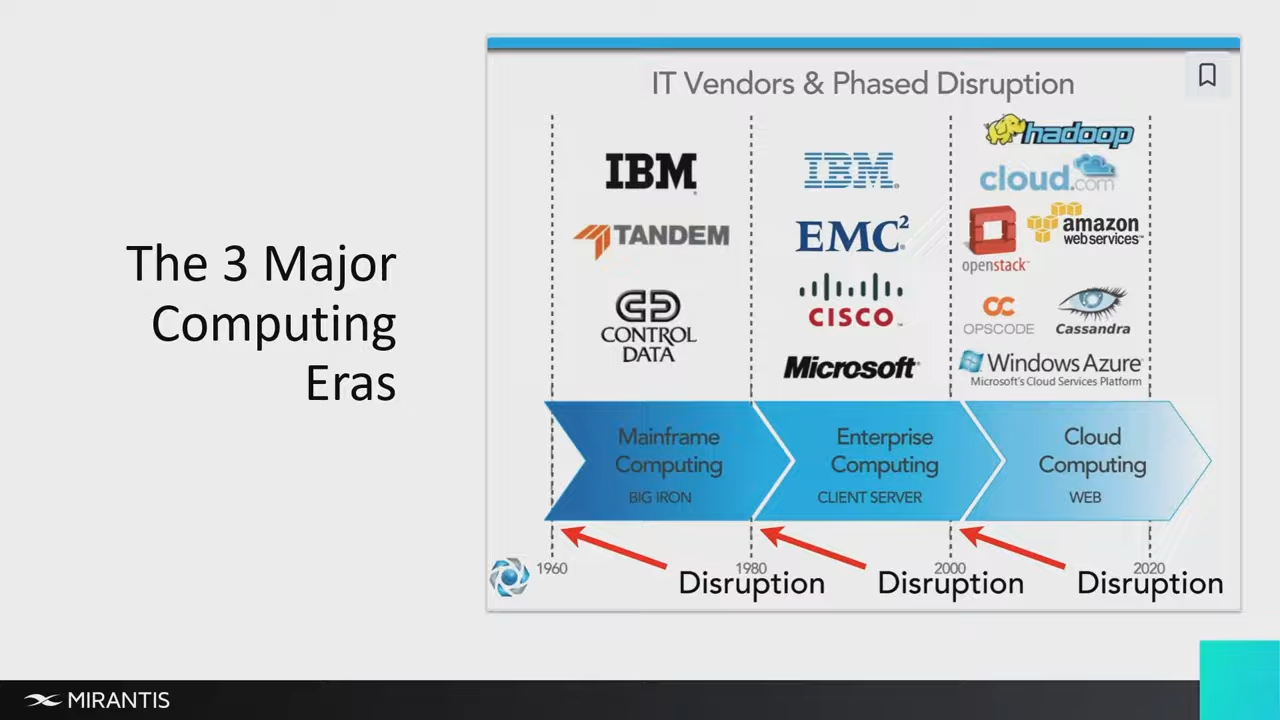 The 3 Major
Computing
Eras
IT Vendors & Phased Disruption
IBM
TANDEM
CONTROL
DATA
IBM
EMC²
CISCO
Microsoft
hadoop
cloud.com
openstack
amazon
web services
OPSCODE
Cassandra
Windows Azure
Microsoft's Cloud Services Platform
Mainframe
Computing
BIG IRON
Enterprise
Computing
CLIENT SERVER
Cloud
Computing
WEB
1960
1980
2000
2020
Disruption
Disruption
Disruption
MIRANTIS